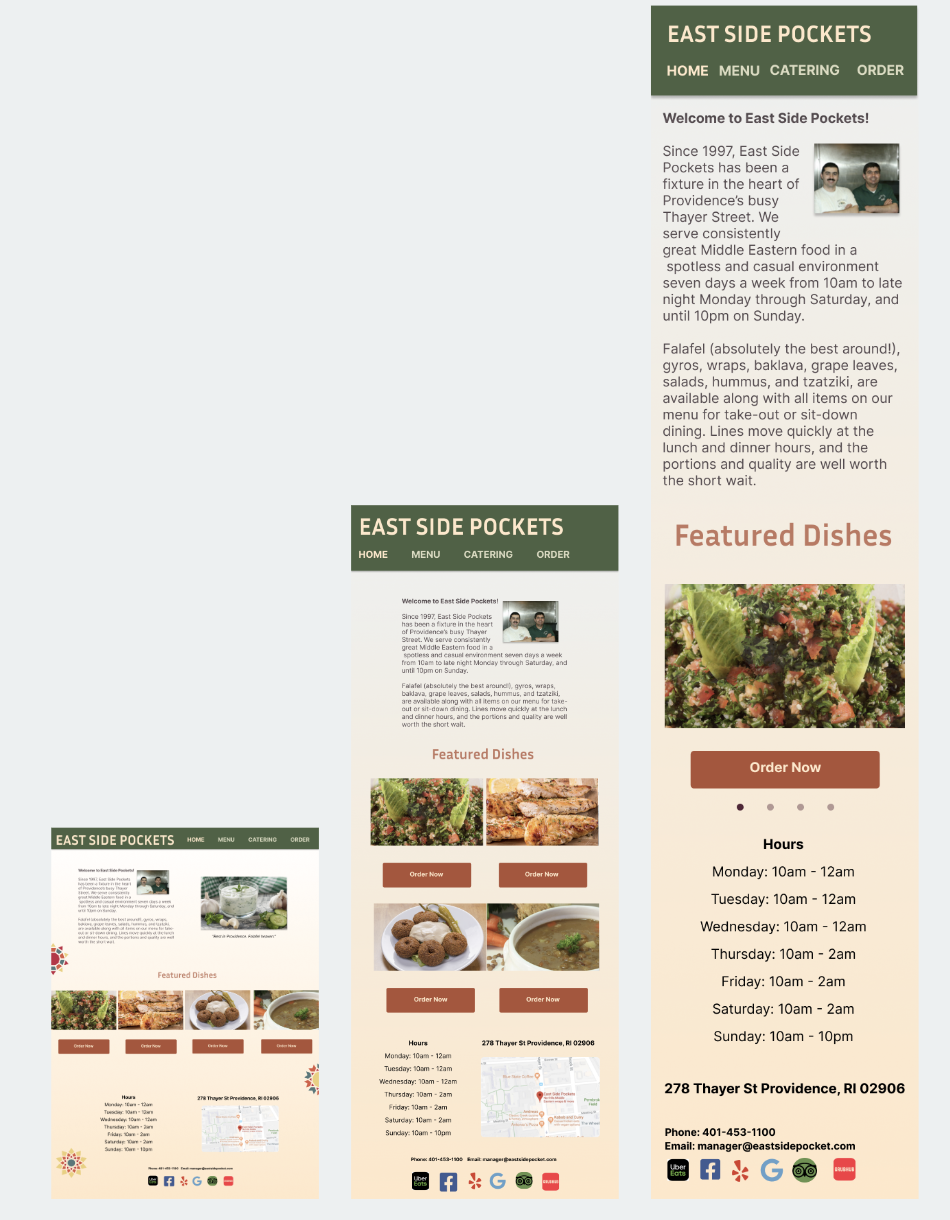 EAST SIDE POCKETS
HOME MENU CATERING ORDER
Welcome to East Side Pockets!
Since 1997, East Side
Pockets has been a
fixture in the heart of
Providence's busy
Thayer Street. We
serve consistently
great Middle Eastern food in a
spotless and casual environment
seven days a week from 10am to late
night Monday through Saturday, and
until 10pm on Sunday.
Falafel (absolutely the best around!),
gyros, wraps, baklava, grape leaves,
salads, hummus, and tzatziki, are
available along with all items on our
menu for take-out or sit-down
dining. Lines move quickly at the
lunch and dinner hours, and the
portions and quality are well worth
the short wait.
Featured Dishes
Order Now
Hours
Monday: 10am - 12am
Tuesday: 10am - 12am
Wednesday: 10am - 12am
Thursday: 10am - 2am
Friday: 10am - 2am
Saturday: 10am - 2am
Sunday: 10am - 10pm
278 Thayer St Providence, RI 02906
Phone: 401-453-1100
Email: manager@eastsidepocket.com
Uber
Eats
GRUBHUB
EAST SIDE POCKETS
HOME MENU CATERING ORDER
Welcome to East Side Pockets!
Since 1997, East Side Pockets
has been a fixture in the heart
of Providence's busy Thayer
Street. We serve consistently
great Middle Eastern food in a
spotless and casual environment seven days a week
from 10am to late night Monday through Saturday, and
until 10pm on Sunday.
Falafel (absolutely the best around!), gyros, wraps,
baklava, grape leaves, salads, hummus, and tzatziki,
are available along with all items on our menu for take-
out or sit-down dining. Lines move quickly at the lunch
and dinner hours, and the portions and quality are well
worth the short wait.
Featured Dishes
Order Now Order Now
Order Now Order Now
Hours
Monday: 10am - 12am
Tuesday: 10am - 12am
Wednesday: 10am - 12am
Thursday: 10am - 2am
Friday: 10am - 2am
Saturday: 10am - 2am
Sunday: 10am - 10pm
278 Thayer St Providence, RI 02906
East Side Pockets
Phone: 401-453-1100 Email: manager@eastsidepocket.com
Uber
Eats
GRUBHUB
EAST SIDE POCKETS HOME MENU CATERING ORDER
Welcome to East Side Pockets!
Featured Dishes
Order Now Order Now Order Now Order Now
Hours
Monday: 10am - 12am
Tuesday: 10am - 12am
Wednesday: 10am - 12am
Thursday: 10am - 2am
Friday: 10am - 2am
Saturday: 10am - 2am
Sunday: 10am - 10pm
278 Thayer St Providence, RI 02906
Phone: 401-453-1100 Email: manager@eastsidepocket.com